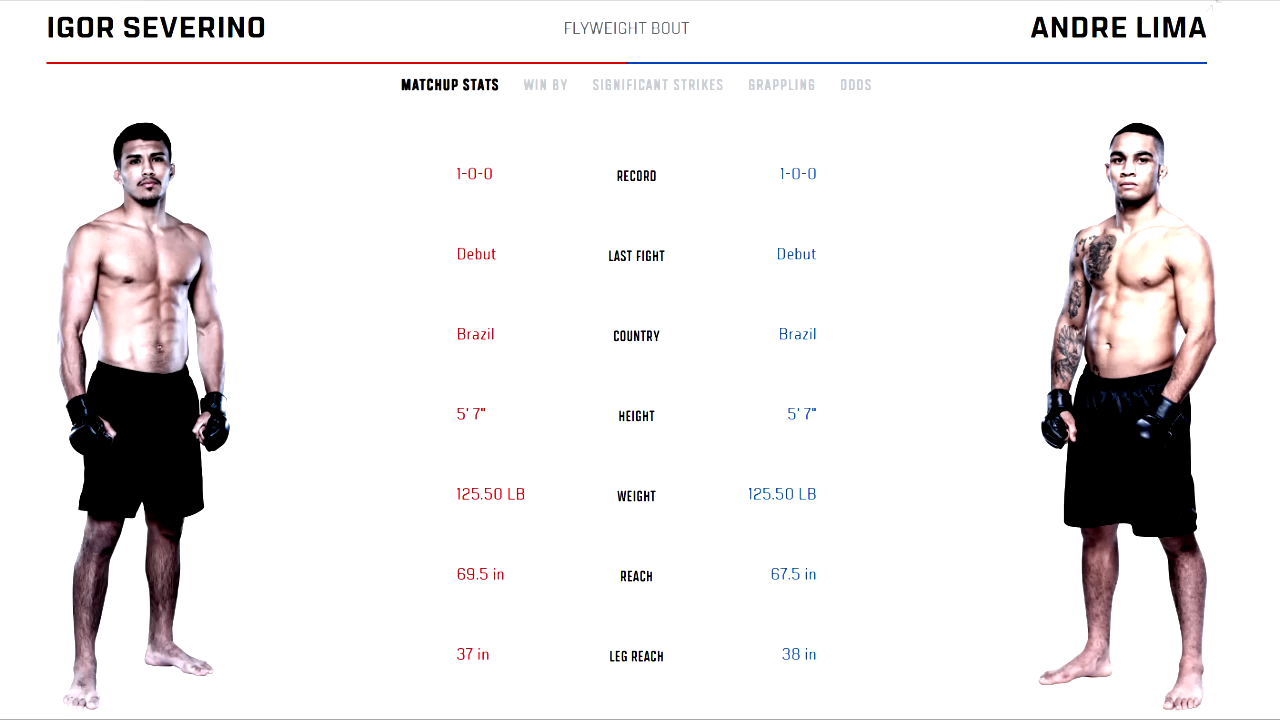 IGOR SEVERINO FLYWEIGHT BOUT ANDRE LIMA
MATCHUP STATS WIN BY SIGNIFICANT STRIKES GRAPPLING ODDS
1-0-0 RECORD 1-0-0
Debut LAST FIGHT Debut
Brazil COUNTRY Brazil
5' 7" HEIGHT 5' 7"
125.50 LB WEIGHT 125.50 LB
69.5 in REACH 67.5 in
37 in LEG REACH 38 in